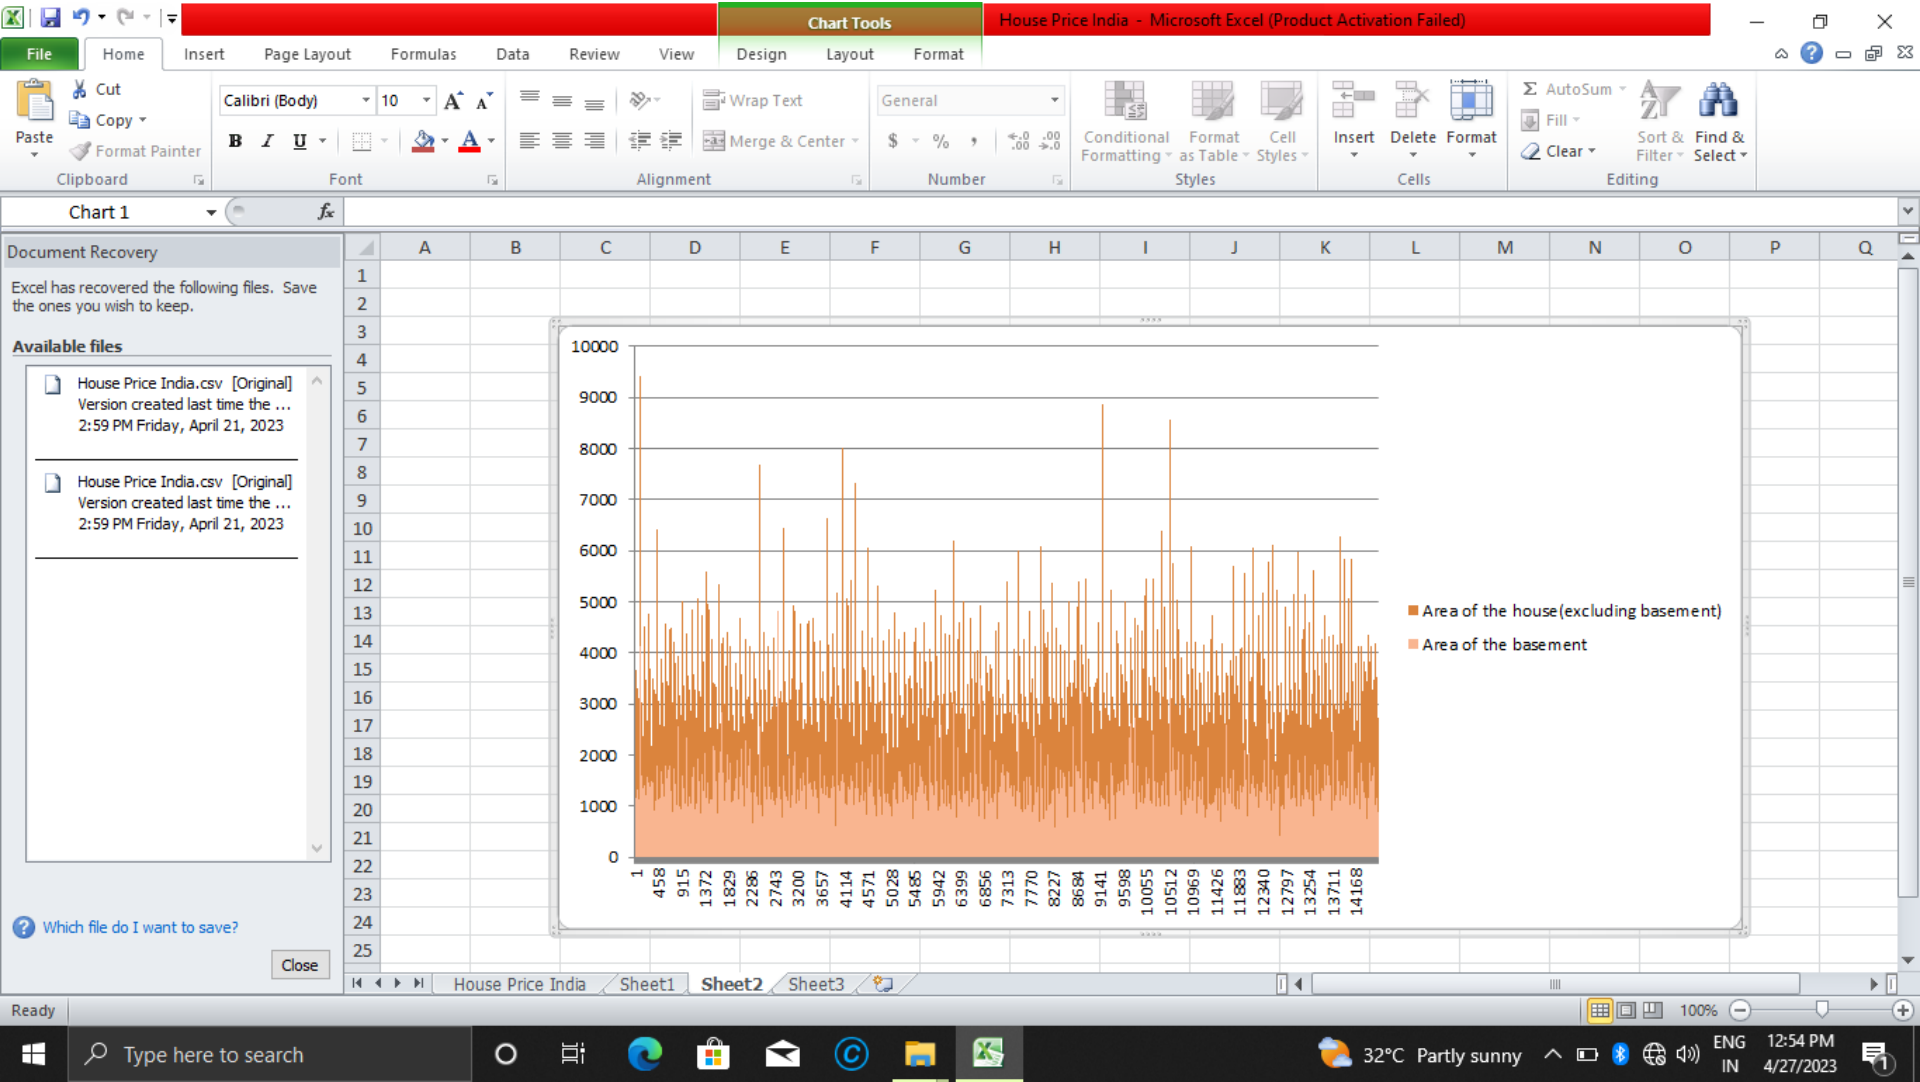 Chart Tools
House Price India - Microsoft Excel (Product Activation Failed)
File Home Insert Page Layout Formulas Data Review View Design Layout Format
Cut
Copy
Format Painter
Paste
Clipboard
Calibri (Body) 10
B I U
Font
Wrap Text
Merge & Center
Alignment
General
$ % ,
Number
Conditional Formatting
Format as Table
Cell Styles
Styles
Insert Delete Format
Cells
Σ AutoSum
Fill
Clear
Sort & Filter
Find & Select
Editing
Chart 1 fx
Document Recovery
Excel has recovered the following files. Save
the ones you wish to keep.
Available files
House Price India.csv [Original]
Version created last time the ...
2:59 PM Friday, April 21, 2023
House Price India.csv [Original]
Version created last time the ...
2:59 PM Friday, April 21, 2023
Which file do I want to save?
Close
A B C D E F G H I J K L M N O P Q
1
2
3
4
5
6
7
8
9
10
11
12
13
14
15
16
17
18
19
20
21
22
23
24
25
10000
9000
8000
7000
6000
5000
4000
3000
2000
1000
0
1 458 915 1372 1829 2286 2743 3200 3657 4114 4571 5028 5485 5942 6399 6856 7313 7770 8227 8684 9141 9598 10055 10512 10969 11426 11883 12340 12797 13254 13711 14168
Area of the house(excluding basement)
Area of the basement
House Price India Sheet1 Sheet2 Sheet3
Ready 100%
Type here to search
32°C Partly sunny
ENG
IN
12:54 PM
4/27/2023
1